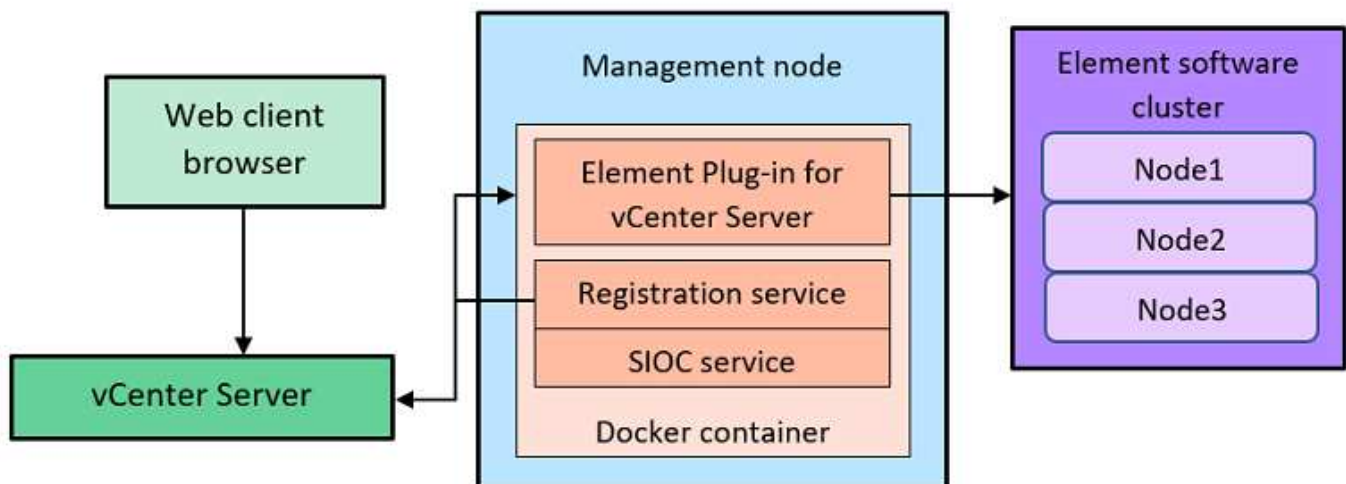 Web client
browser
vCenter Server
Management node
Element Plug-in for
vCenter Server
Registration service
SIOC service
Docker container
Element software
cluster
Node1
Node2
Node3